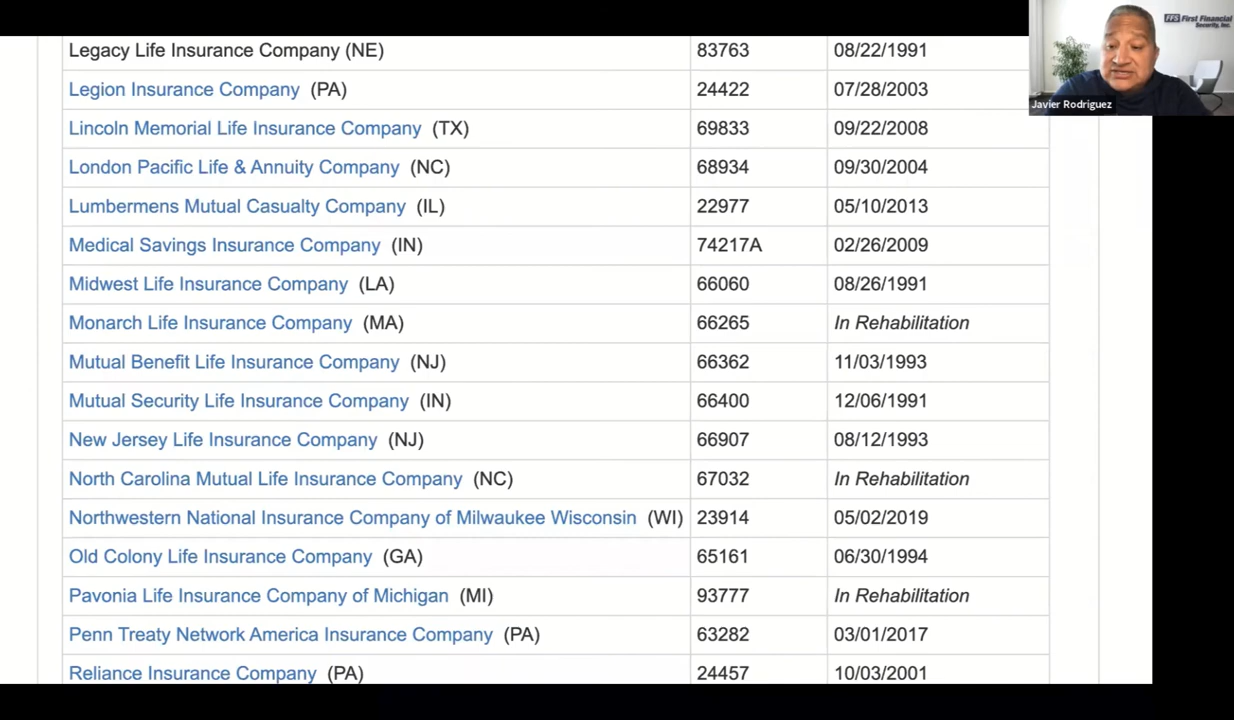 Legacy Life Insurance Company (NE) 83763 08/22/1991
Legion Insurance Company (PA) 24422 07/28/2003
Lincoln Memorial Life Insurance Company (TX) 69833 09/22/2008
London Pacific Life & Annuity Company (NC) 68934 09/30/2004
Lumbermens Mutual Casualty Company (IL) 22977 05/10/2013
Medical Savings Insurance Company (IN) 74217A 02/26/2009
Midwest Life Insurance Company (LA) 66060 08/26/1991
Monarch Life Insurance Company (MA) 66265 In Rehabilitation
Mutual Benefit Life Insurance Company (NJ) 66362 11/03/1993
Mutual Security Life Insurance Company (IN) 66400 12/06/1991
New Jersey Life Insurance Company (NJ) 66907 08/12/1993
North Carolina Mutual Life Insurance Company (NC) 67032 In Rehabilitation
Northwestern National Insurance Company of Milwaukee Wisconsin (WI) 23914 05/02/2019
Old Colony Life Insurance Company (GA) 65161 06/30/1994
Pavonia Life Insurance Company of Michigan (MI) 93777 In Rehabilitation
Penn Treaty Network America Insurance Company (PA) 63282 03/01/2017
Reliance Insurance Company (PA) 24457 10/03/2001
FFS First Financial
Security, Inc.
Javier Rodriguez